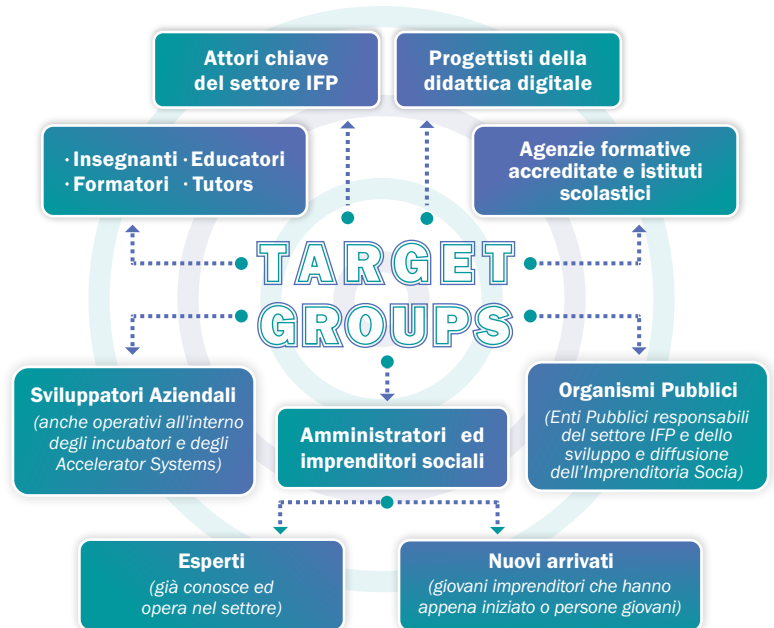 Attori chiave
del settore IFP
Progettisti della
didattica digitale
· Insegnanti · Educatori
· Formatori · Tutors
Agenzie formative
accreditate e istituti
scolastici
TARGET
GROUPS
Sviluppatori Aziendali
(anche operativi all'interno
degli incubatori e degli
Accelerator Systems)
Amministratori ed
imprenditori sociali
Organismi Pubblici
(Enti Pubblici responsabili
del settore IFP e dello
sviluppo e diffusione
dell'Imprenditoria Socia)
Esperti
(già conosce ed
opera nel settore)
Nuovi arrivati
(giovani imprenditori che hanno
appena iniziato o persone giovani)